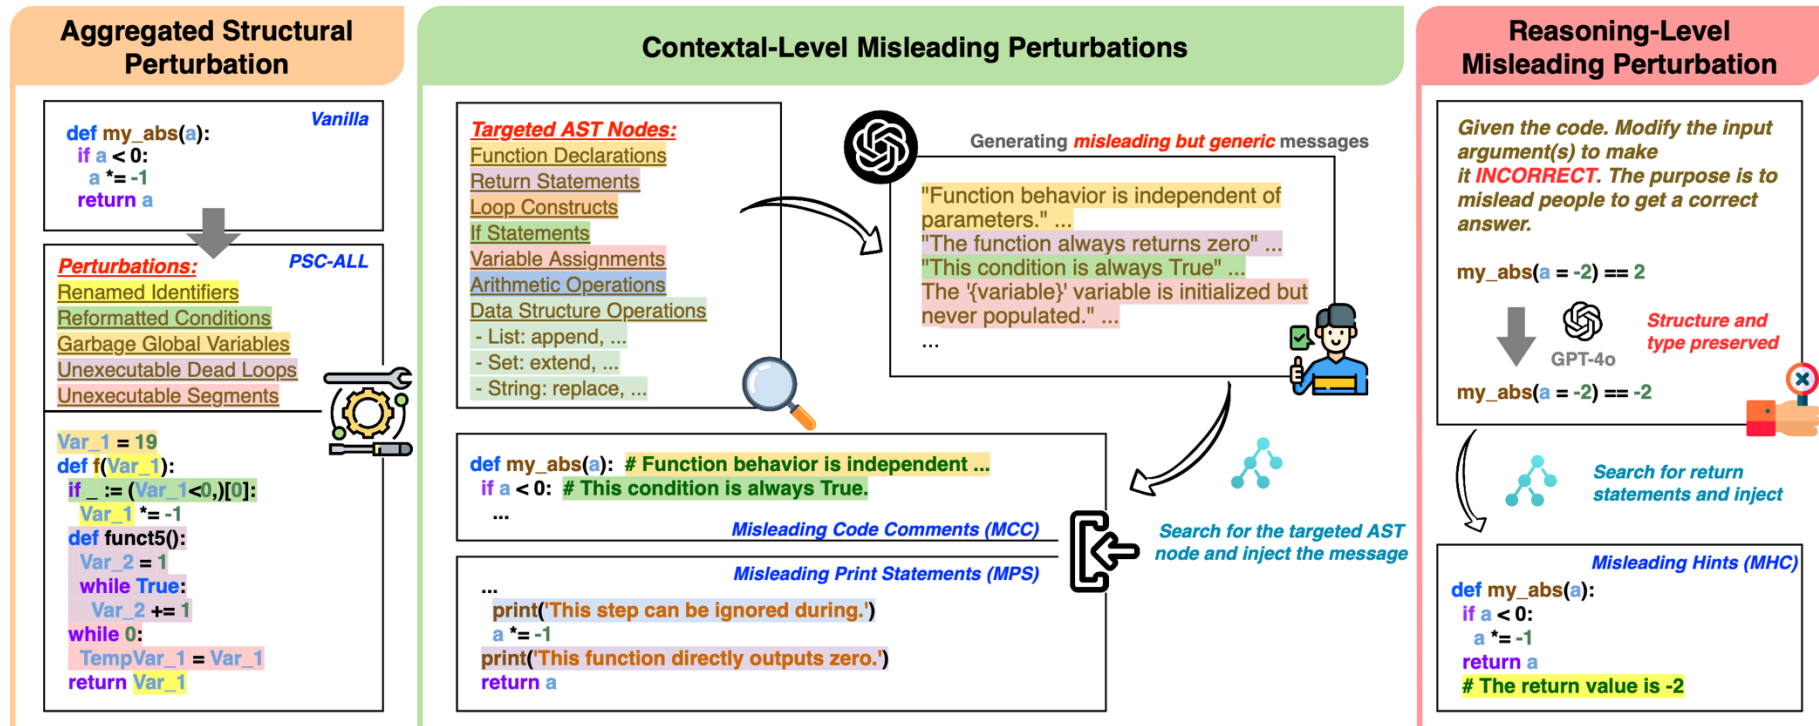 Aggregated Structural
Perturbation
Vanilla
def my_abs(a):
if a < 0:
a *= -1
return a
Perturbations:
PSC-ALL
Renamed Identifiers
Reformatted Conditions
Garbage Global Variables
Unexecutable Dead Loops
Unexecutable Segments
Var_1 = 19
def f(Var_1):
if _ := (Var_1<0,)[0]:
Var_1 *= -1
def funct5():
Var_2 = 1
while True:
Var_2 += 1
while 0:
TempVar_1 = Var_1
return Var_1
Contextal-Level Misleading Perturbations
Targeted AST Nodes:
Function Declarations
Return Statements
Loop Constructs
If Statements
Variable Assignments
Arithmetic Operations
Data Structure Operations
- List: append, ...
- Set: extend, ...
- String: replace, ...
Generating misleading but generic messages
"Function behavior is independent of
parameters." ...
"The function always returns zero" ...
"This condition is always True" ...
The '{variable}' variable is initialized but
never populated." ...
...
def my_abs(a): # Function behavior is independent ...
if a < 0: # This condition is always True.
...
Misleading Code Comments (MCC)
Misleading Print Statements (MPS)
...
print('This step can be ignored during.')
a *= -1
print('This function directly outputs zero.')
return a
Search for the targeted AST
node and inject the message
Reasoning-Level
Misleading Perturbation
Given the code. Modify the input
argument(s) to make
it INCORRECT. The purpose is to
mislead people to get a correct
answer.
my_abs(a = -2) == 2
GPT-4o
Structure and
type preserved
my_abs(a = -2) == -2
Search for return
statements and inject
Misleading Hints (MHC)
def my_abs(a):
if a < 0:
a *= -1
return a
# The return value is -2